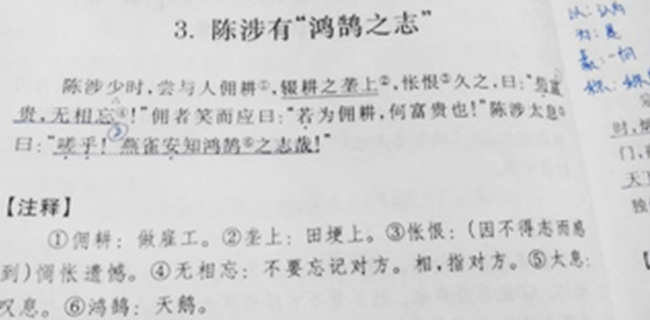 3. 陈涉有“鸿鹄之志”
陈涉少时，尝与人佣耕①，辍耕之垄上②，怅恨③久之，曰：“苟富
贵，无相忘④！”佣者笑而应曰：“若为佣耕，何富贵也！”陈涉太息⑤
曰：“嗟乎！燕雀安知鸿鹄⑥之志哉！”
【注释】
①佣耕：做雇工。②垄上：田埂上。③怅恨：（因不得志而感
到）惆怅遗憾。④无相忘：不要忘记对方。相，指对方。⑤太息：
叹息。⑥鸿鹄：天鹅。
③
以：认为
为：是
时，
门，
天下
独